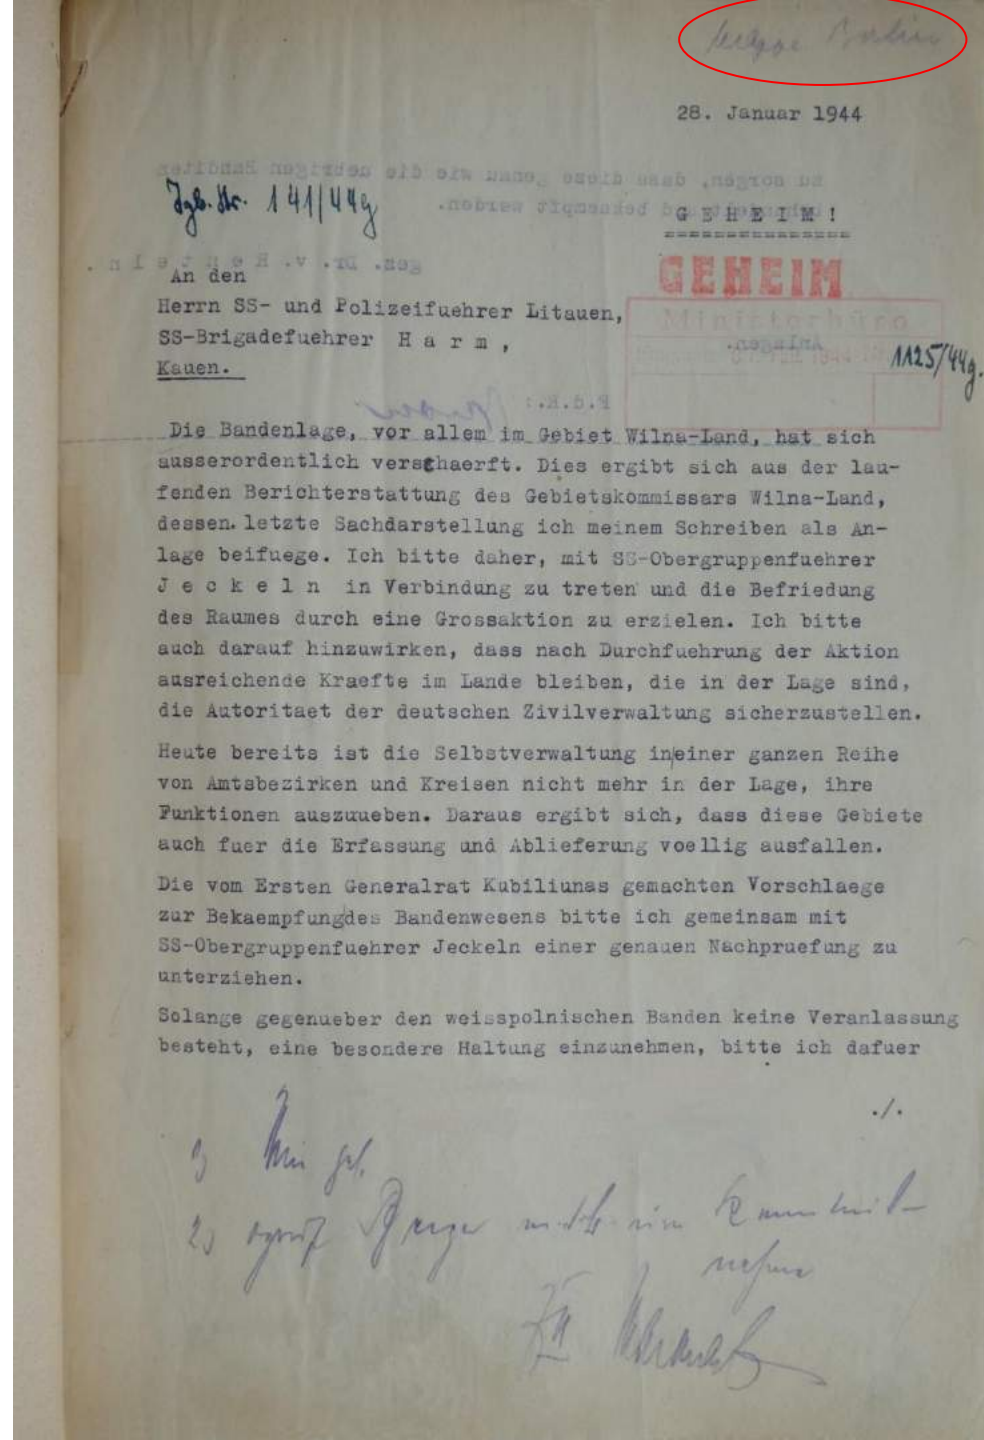 28. Januar 1944
Tgb. Nr. 141/44g
G E H E I M !
GEHEIM
An den
Herrn SS- und Polizeifuehrer Litauen,
Ministerbüro
SS-Brigadefuehrer H a r m ,
1125/44g.
Kauen.
Die Bandenlage, vor allem im Gebiet Wilna-Land, hat sich
ausserordentlich verschaerft. Dies ergibt sich aus der lau-
fenden Berichterstattung des Gebietskommissars Wilna-Land,
dessen letzte Sachdarstellung ich meinem Schreiben als An-
lage beifuege. Ich bitte daher, mit SS-Obergruppenfuehrer
J e c k e l n in Verbindung zu treten und die Befriedung
des Raumes durch eine Grossaktion zu erzielen. Ich bitte
auch darauf hinzuwirken, dass nach Durchfuehrung der Aktion
ausreichende Kraefte im Lande bleiben, die in der Lage sind,
die Autoritaet der deutschen Zivilverwaltung sicherzustellen.
Heute bereits ist die Selbstverwaltung in/einer ganzen Reihe
von Amtsbezirken und Kreisen nicht mehr in der Lage, ihre
Funktionen auszuueben. Daraus ergibt sich, dass diese Gebiete
auch fuer die Erfassung und Ablieferung voellig ausfallen.
Die vom Ersten Generalrat Kubiliunas gemachten Vorschlaege
zur Bekaempfung/des Bandenwesens bitte ich gemeinsam mit
SS-Obergruppenfuehrer Jeckeln einer genauen Nachpruefung zu
unterziehen.
Solange gegenueber den weisspolnischen Banden keine Veranlassung
besteht, eine besondere Haltung einzunehmen, bitte ich dafuer
./.
1)
2)